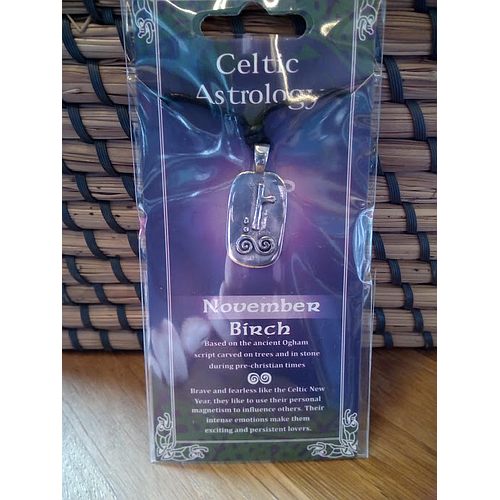 Celtic
Astrology
November
Birch
Based on the ancient Ogham
script carved on trees and in stone
during pre-christian times
Brave and fearless like the Celtic New
Year, they like to use their personal
magnetism to influence others. Their
intense emotions make them
exciting and persistent lovers.